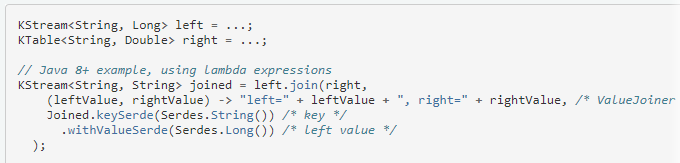 KStream<String, Long> left = ...;
KTable<String, Double> right = ...;
// Java 8+ example, using lambda expressions
KStream<String, String> joined = left.join(right,
(leftValue, rightValue) -> "left=" + leftValue + ", right=" + rightValue, /* ValueJoiner
Joined.keySerde(Serdes.String()) /* key */
.withValueSerde(Serdes.Long()) /* left value */
);